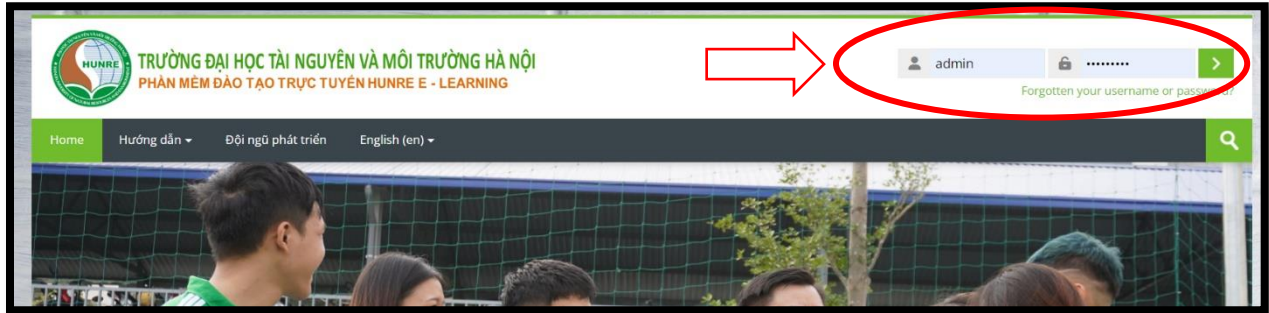 HUNRE
TRƯỜNG ĐẠI HỌC TÀI NGUYÊN VÀ MÔI TRƯỜNG HÀ NỘI
PHẦN MỀM ĐÀO TẠO TRỰC TUYẾN HUNRE E - LEARNING
admin
•••••••••
Forgotten your username or password?
Home Hướng dẫn Đội ngũ phát triển English (en)